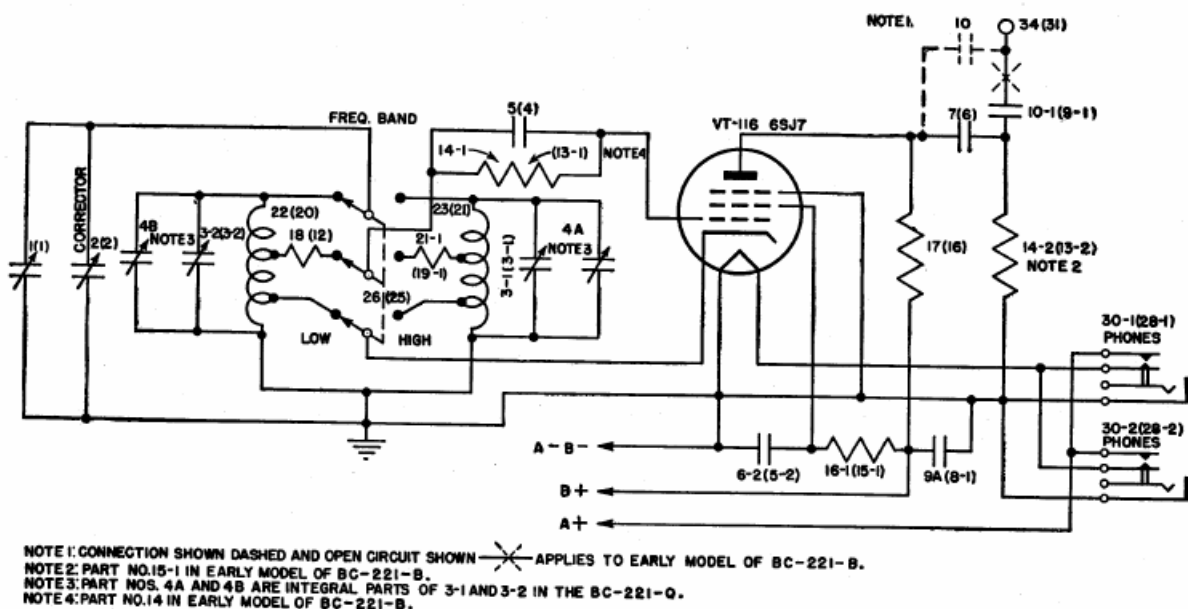 NOTE 1. 10 34(31)
5(4) 7(6) 10-1(9-1)
FREQ. BAND VT-116 6SJ7
14-1 (13-1) NOTE 4
22(20) 23(21)
1(1) CORRECTOR 2(2) 4B NOTE 3 3-2(3-2) 18(12) 21-1 3-1(3-1) 4A NOTE 3 17(16) 14-2(13-2)
(19-1) NOTE 2
26(25)
LOW HIGH
30-1(28-1)
PHONES
30-2(28-2)
PHONES
A - B -
6-2(5-2) 16-1(15-1) 9A(8-1)
B+
A+
NOTE 1: CONNECTION SHOWN DASHED AND OPEN CIRCUIT SHOWN APPLIES TO EARLY MODEL OF BC-221-B.
NOTE 2: PART NO.15-1 IN EARLY MODEL OF BC-221-B.
NOTE 3: PART NOS. 4A AND 4B ARE INTEGRAL PARTS OF 3-1 AND 3-2 IN THE BC-221-Q.
NOTE 4: PART NO.14 IN EARLY MODEL OF BC-221-B.